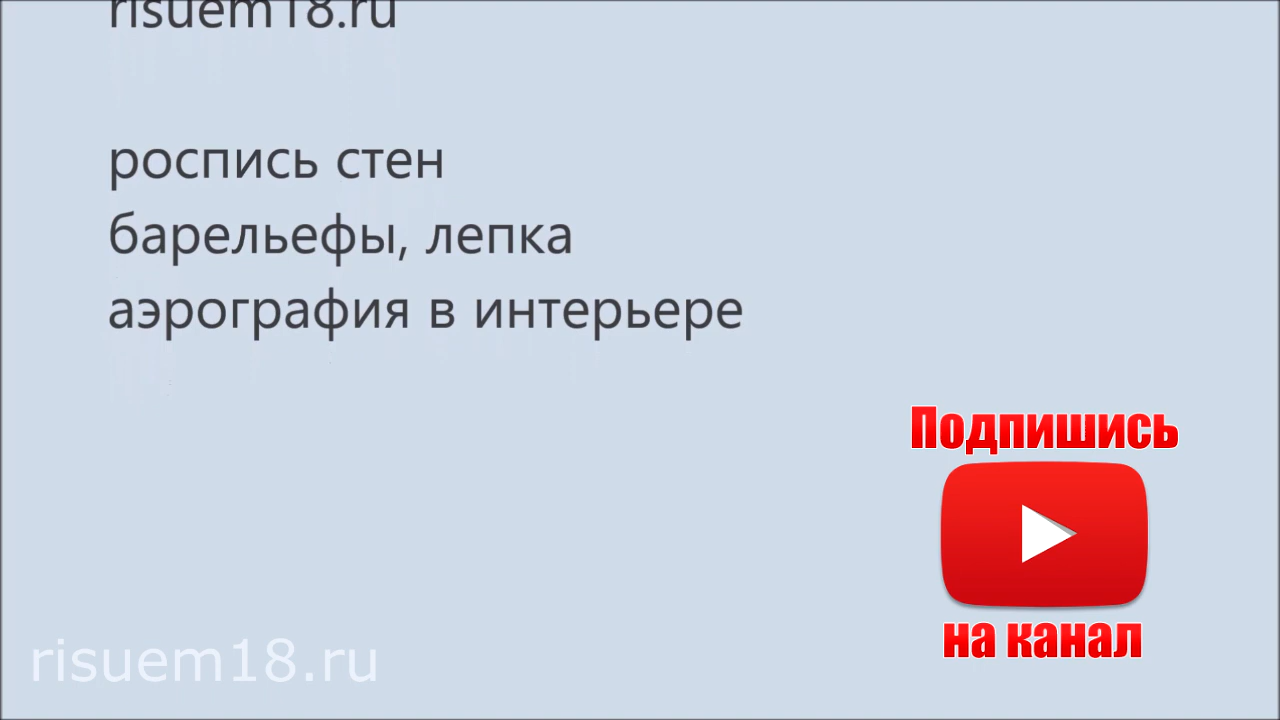 risuem18.ru
роспись стен
барельефы, лепка
аэрография в интерьере
Подпишись
на канал
risuem18.ru